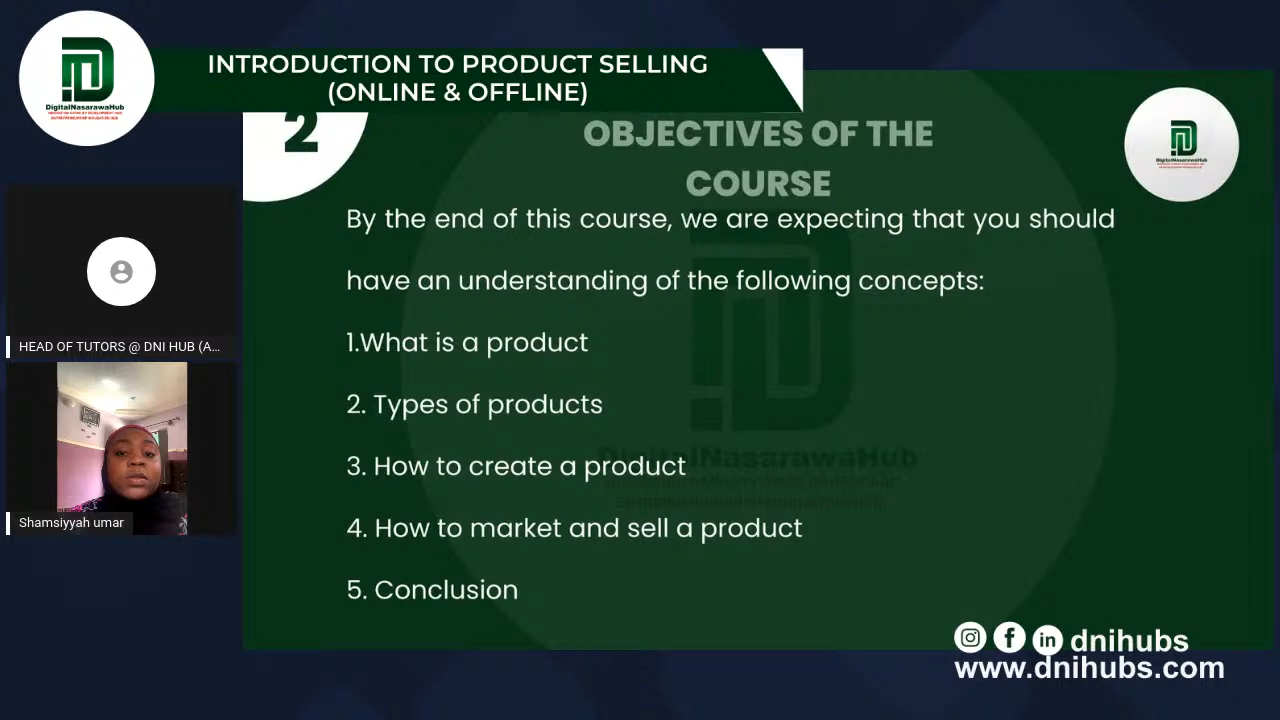 DigitalNasarawaHub
INTRODUCTION TO PRODUCT SELLING
(ONLINE & OFFLINE)
2
OBJECTIVES OF THE
COURSE
DigitalNasarawaHub
By the end of this course, we are expecting that you should
have an understanding of the following concepts:
1.What is a product
2. Types of products
3. How to create a product
4. How to market and sell a product
5. Conclusion
DigitalNasarawaHub
HEAD OF TUTORS @ DNI HUB (A...
Shamsiyyah umar
dnihubs
www.dnihubs.com